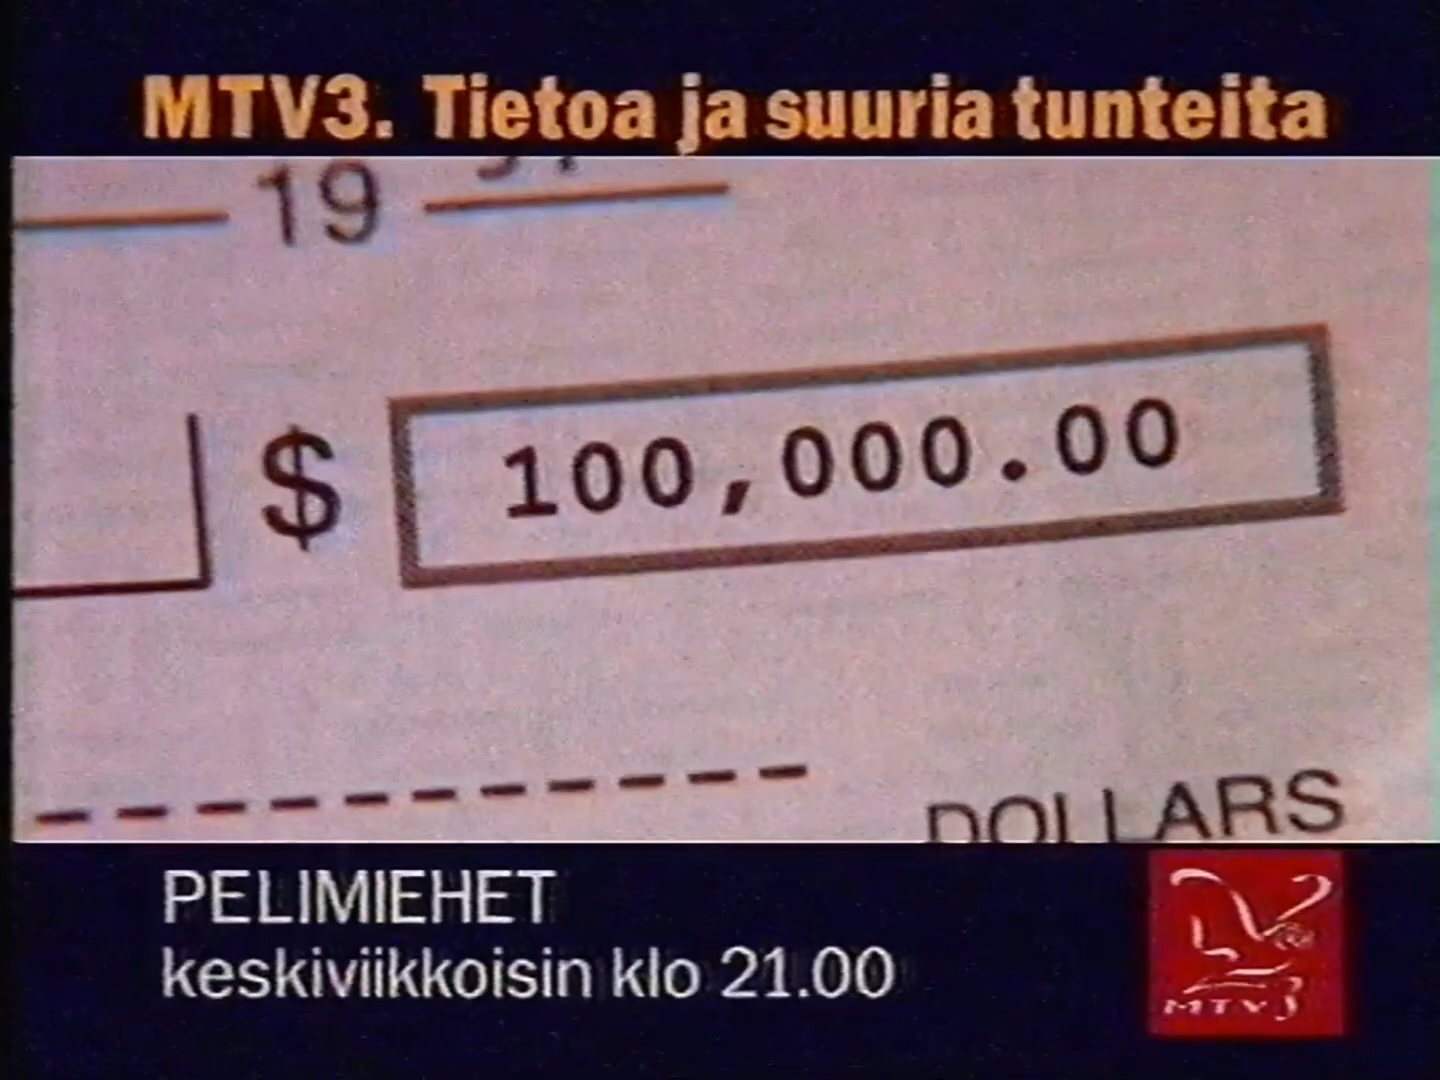 MTV3. Tietoa ja suuria tunteita
19
$ 100,000.00
DOLLARS
PELIMIEHET
keskiviikkoisin klo 21.00
MTV3